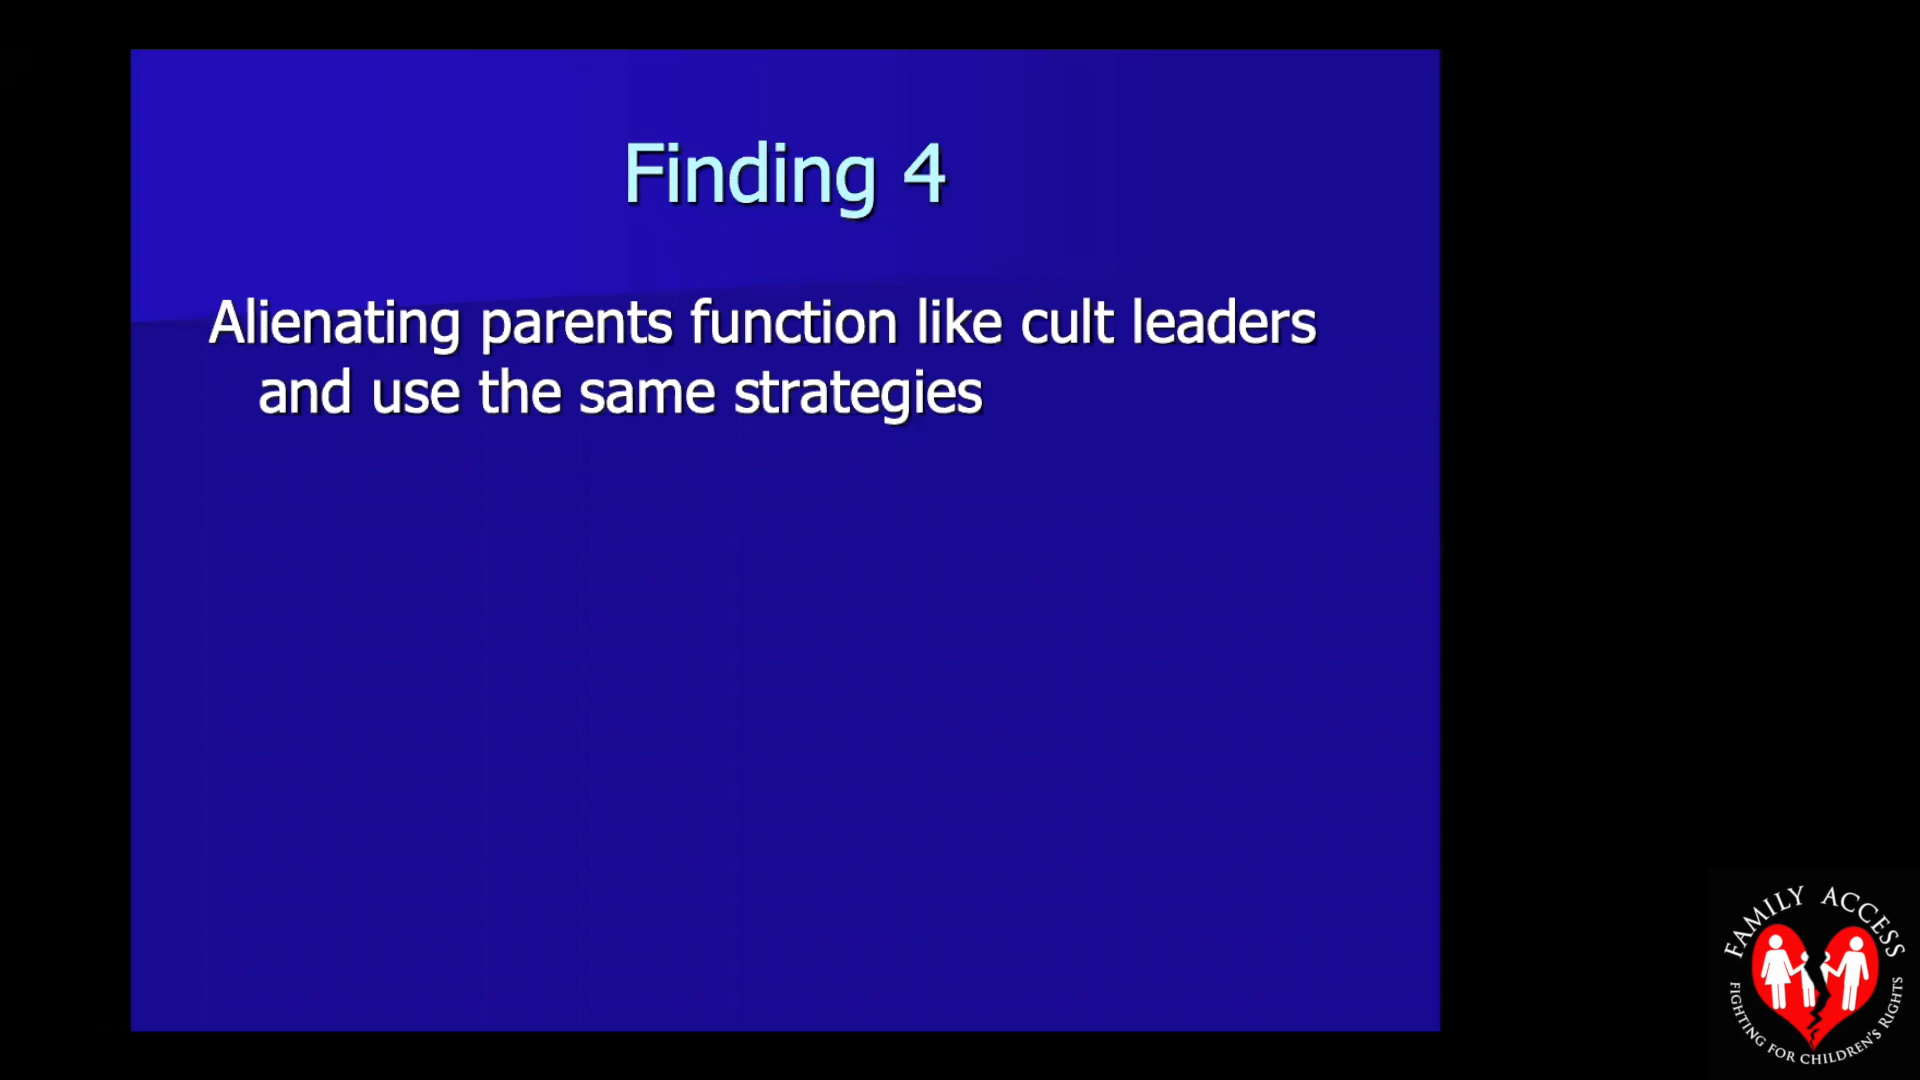 Finding 4
Alienating parents function like cult leaders
and use the same strategies
FAMILY ACCESS
FIGHTING FOR CHILDREN'S RIGHTS